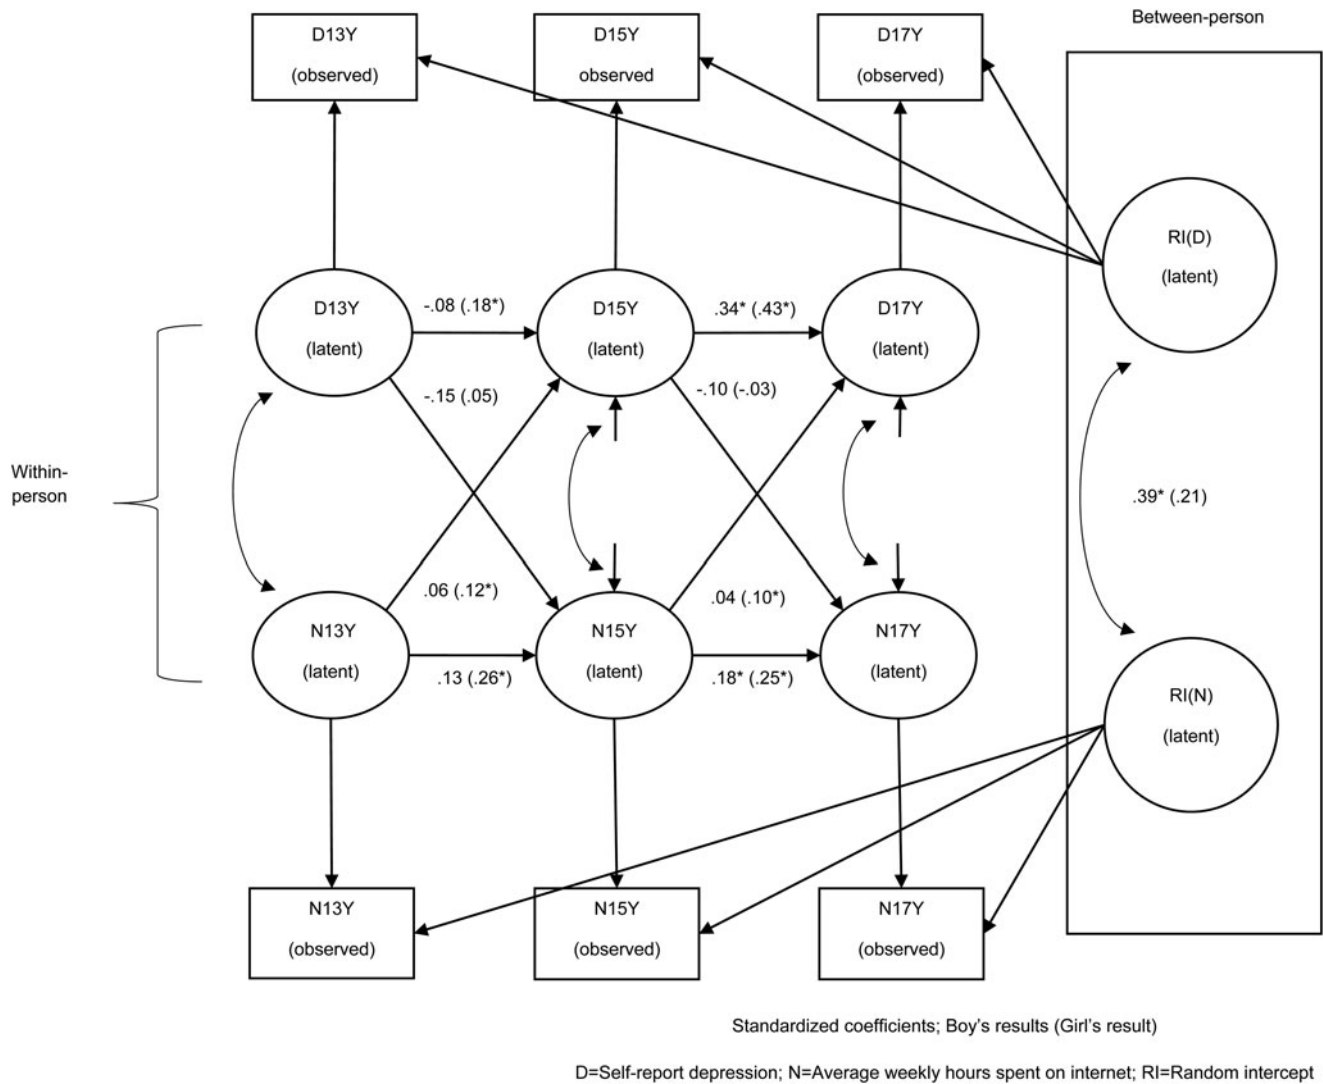 Between-person
D13Y
(observed)
D15Y
observed
D17Y
(observed)
RI(D)
(latent)
D13Y
(latent)
-.08 (.18*)
D15Y
(latent)
.34* (.43*)
D17Y
(latent)
-.15 (.05)
-.10 (-.03)
Within-
person
.39* (.21)
.06 (.12*)
.04 (.10*)
N13Y
(latent)
.13 (.26*)
N15Y
(latent)
.18* (.25*)
N17Y
(latent)
RI(N)
(latent)
N13Y
(observed)
N15Y
(observed)
N17Y
(observed)
Standardized coefficients; Boy’s results (Girl’s result)
D=Self-report depression; N=Average weekly hours spent on internet; RI=Random intercept